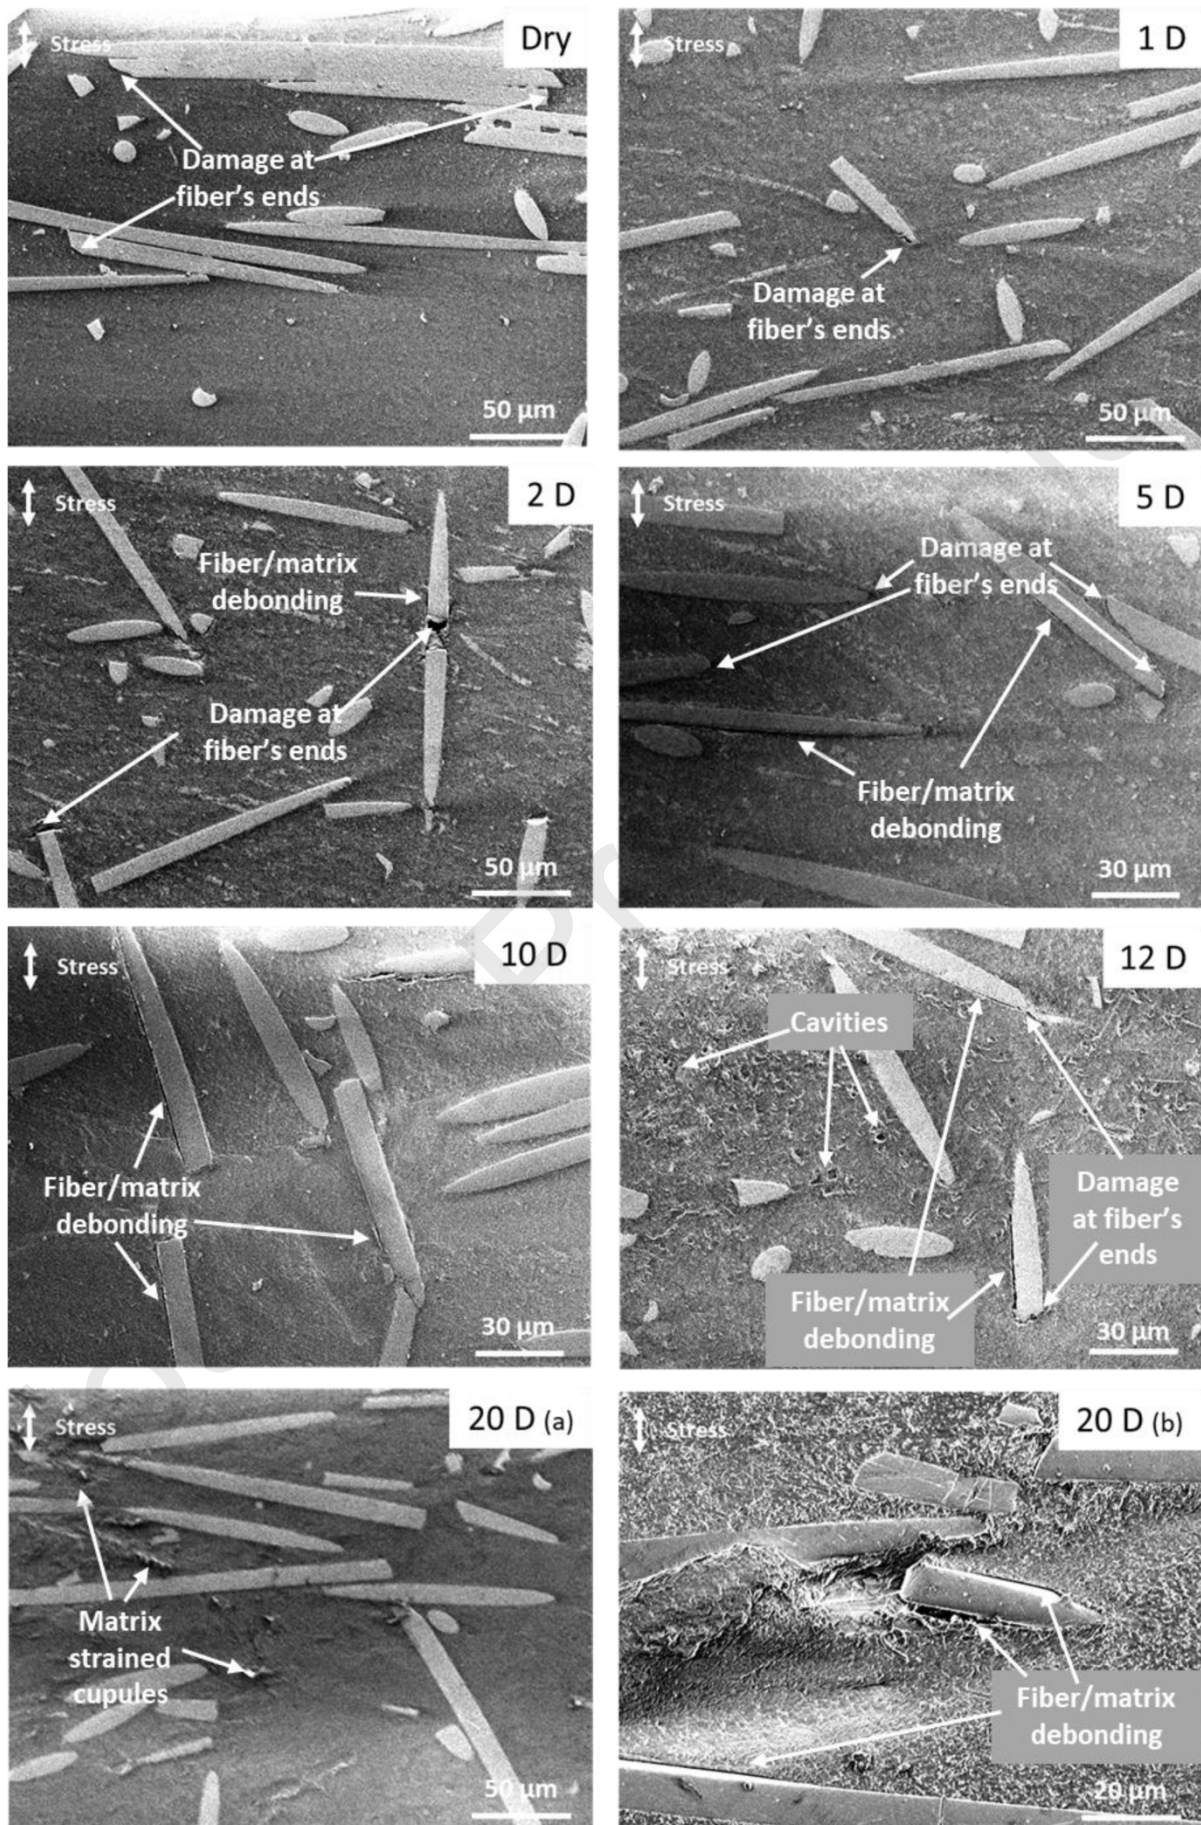 Stress
Dry
Damage at
fiber's ends
50 µm
Stress
1 D
Damage at
fiber's ends
50 µm
Stress
2 D
Fiber/matrix
debonding
Damage at
fiber's ends
50 µm
Stress
5 D
Damage at
fiber's ends
Fiber/matrix
debonding
30 µm
Stress
10 D
Fiber/matrix
debonding
30 µm
Stress
12 D
Cavities
Damage
at fiber's
ends
Fiber/matrix
debonding
30 µm
Stress
20 D (a)
Matrix
strained
cupules
50 µm
Stress
20 D (b)
Fiber/matrix
debonding
20 µm